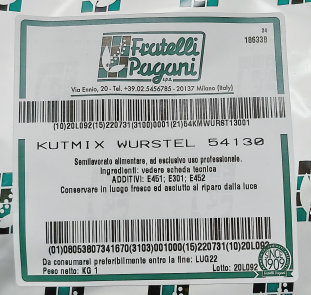 04
186339
Fratelli
Pagani
s.p.a.
Via Ennio, 20 - Tel. +39.02.5456785 - 20137 Milano (Italy)
(10)20L092(15)220731(3100)0001(21)54KMWURST13001
KUTMIX WURSTEL 54130
Semilavorato alimentare, ad esclusivo uso professionale.
Ingredienti: vedere scheda tecnica
ADDITIVI: E451; E301; E452
Conservare in luogo fresco ed asciutto al riparo dalla luce
(01)08053807341670(3103)001000(15)220731(10)20L092
Da consumarsi preferibilmente entro la fine: LUG22
Peso netto: KG 1
Lotto: 20L092
SINCE
1909